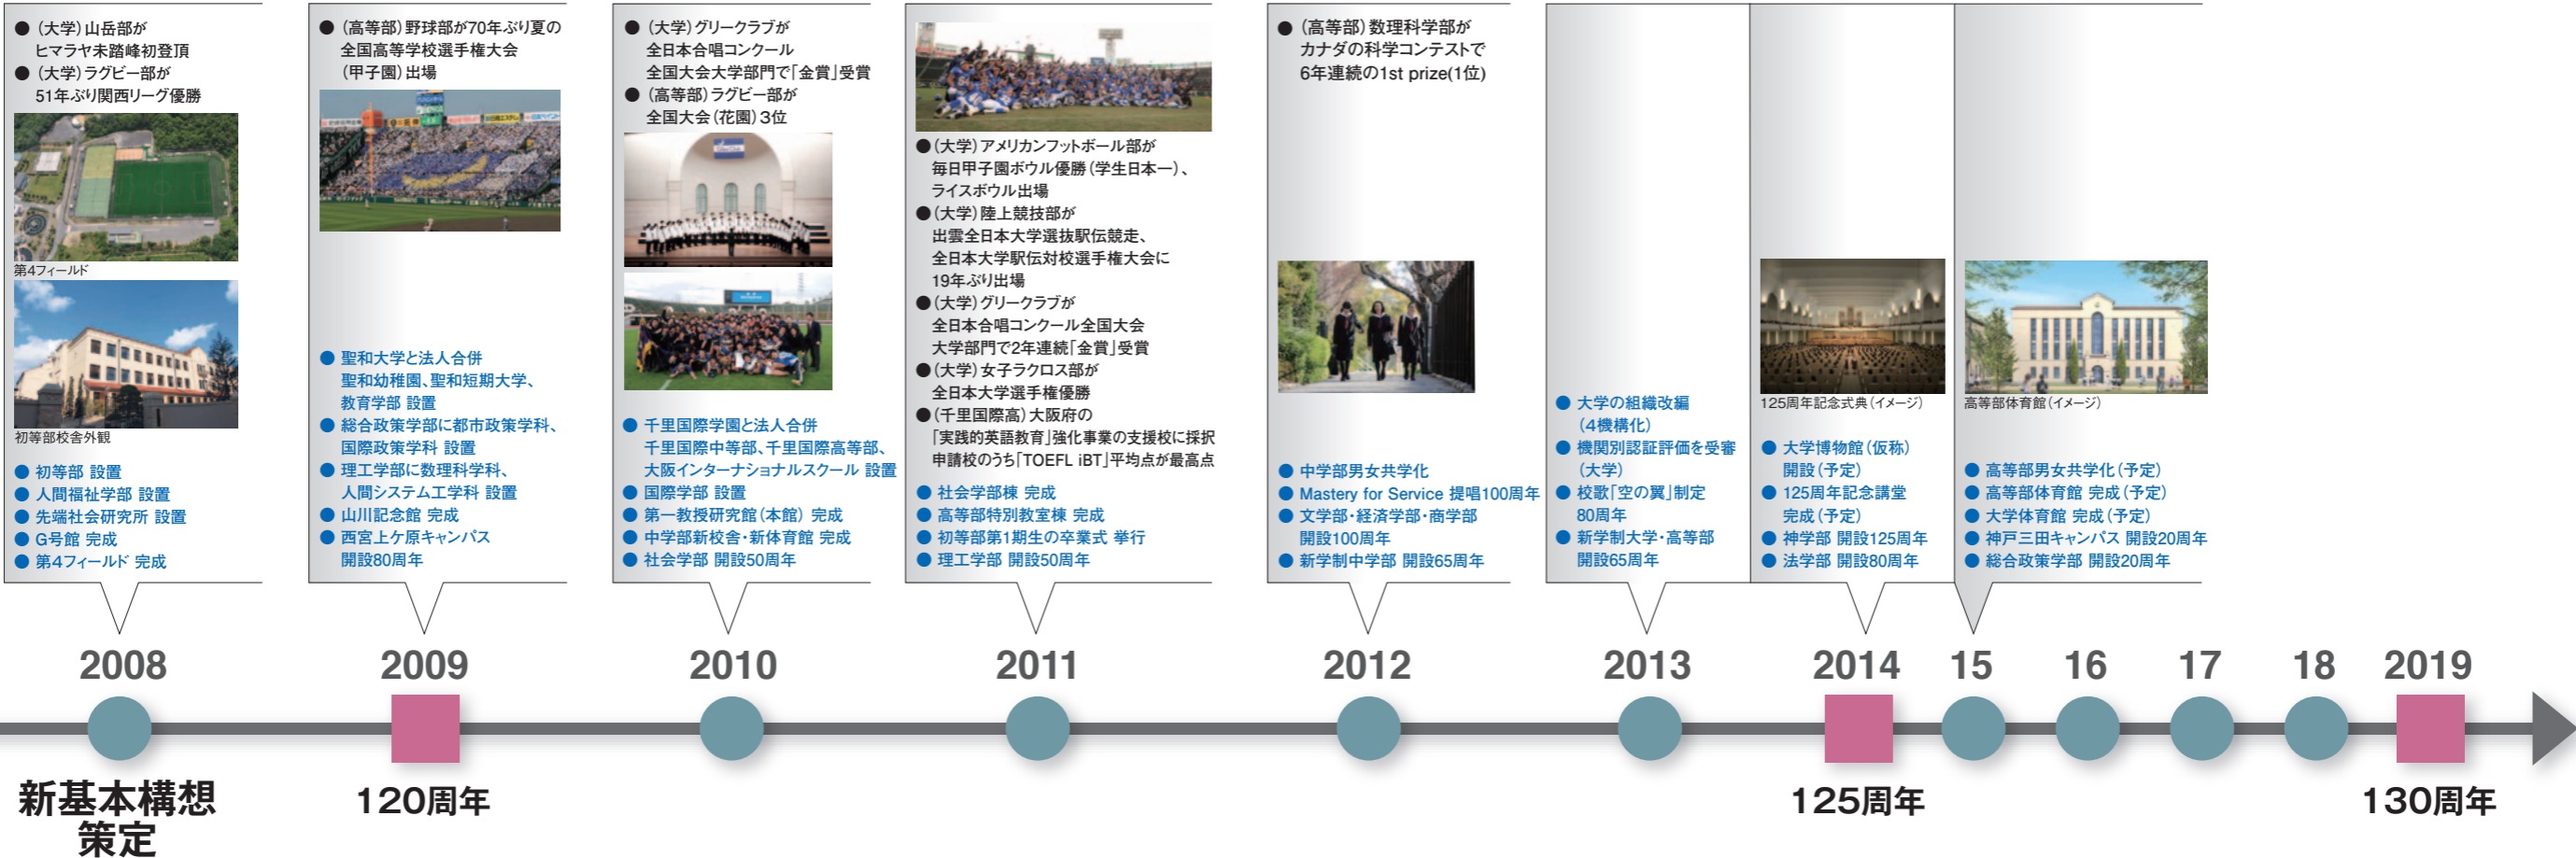 ● (大学)山岳部が
ヒマラヤ未踏峰初登頂
● (大学)ラグビー部が
51年ぶり関西リーグ優勝
第4フィールド
初等部校舎外観
● 初等部 設置
● 人間福祉学部 設置
● 先端社会研究所 設置
● G号館 完成
● 第4フィールド 完成
● (高等部)野球部が70年ぶり夏の
全国高等学校選手権大会
(甲子園)出場
● 聖和大学と法人合併
聖和幼稚園、聖和短期大学、
教育学部 設置
● 総合政策学部に都市政策学科、
国際政策学科 設置
● 理工学部に数理科学科、
人間システム工学科 設置
● 山川記念館 完成
● 西宮上ケ原キャンパス
開設80周年
● (大学)グリークラブが
全日本合唱コンクール
全国大会大学部門で「金賞」受賞
● (高等部)ラグビー部が
全国大会(花園)3位
● 千里国際学園と法人合併
千里国際中等部、千里国際高等部、
大阪インターナショナルスクール 設置
● 国際学部 設置
● 第一教授研究館(本館) 完成
● 中学部新校舎・新体育館 完成
● 社会学部 開設50周年
● (大学)アメリカンフットボール部が
毎日甲子園ボウル優勝(学生日本一)、
ライスボウル出場
● (大学)陸上競技部が
出雲全日本大学選抜駅伝競走、
全日本大学駅伝対校選手権大会に
19年ぶり出場
● (大学)グリークラブが
全日本合唱コンクール全国大会
大学部門で2年連続「金賞」受賞
● (大学)女子ラクロス部が
全日本大学選手権優勝
● (千里国際高)大阪府の
「実践的英語教育」強化事業の支援校に採択
申請校のうち「TOEFL iBT」平均点が最高点
● 社会学部棟 完成
● 高等部特別教室棟 完成
● 初等部第1期生の卒業式 挙行
● 理工学部 開設50周年
● (高等部)数理科学部が
カナダの科学コンテストで
6年連続の1st prize(1位)
● 中学部男女共学化
● Mastery for Service 提唱100周年
● 文学部・経済学部・商学部
開設100周年
● 新学制中学部 開設65周年
● 大学の組織改編
(4機構化)
● 機関別認証評価を受審
(大学)
● 校歌「空の翼」制定
80周年
● 新学制大学・高等部
開設65周年
125周年記念式典(イメージ)
● 大学博物館(仮称)
開設(予定)
● 125周年記念講堂
完成(予定)
● 神学部 開設125周年
● 法学部 開設80周年
高等部体育館(イメージ)
● 高等部男女共学化(予定)
● 高等部体育館 完成(予定)
● 大学体育館 完成(予定)
● 神戸三田キャンパス 開設20周年
● 総合政策学部 開設20周年
2008 2009 2010 2011 2012 2013 2014 15 16 17 18 2019
新基本構想
策定
120周年
125周年
130周年